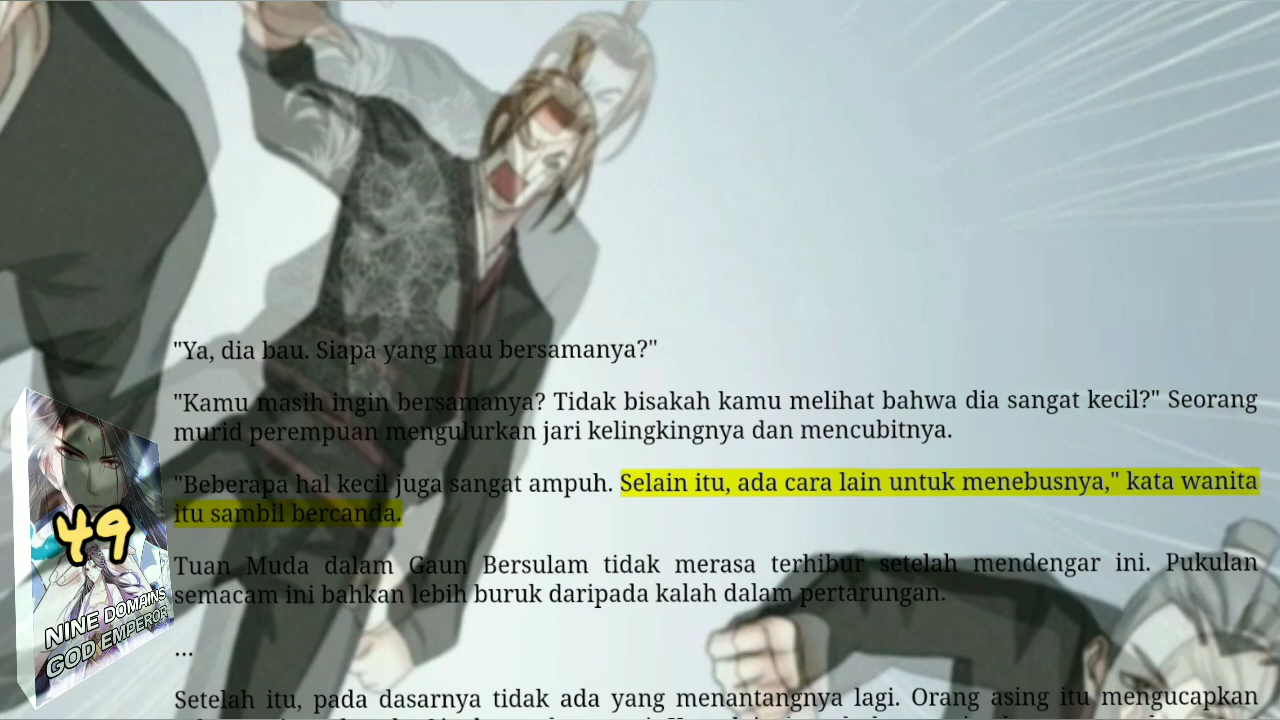 "Ya, dia bau. Siapa yang mau bersamanya?"
"Kamu masih ingin bersamanya? Tidak bisakah kamu melihat bahwa dia sangat kecil?" Seorang
murid perempuan mengulurkan jari kelingkingnya dan mencubitnya.
"Beberapa hal kecil juga sangat ampuh. Selain itu, ada cara lain untuk menebusnya," kata wanita
itu sambil bercanda.
Tuan Muda dalam Gaun Bersulam tidak merasa terhibur setelah mendengar ini. Pukulan
semacam ini bahkan lebih buruk daripada kalah dalam pertarungan.
...
Setelah itu, pada dasarnya tidak ada yang menantangnya lagi. Orang asing itu mengucapkan
49
NINE DOMAINS
GOD EMPEROR